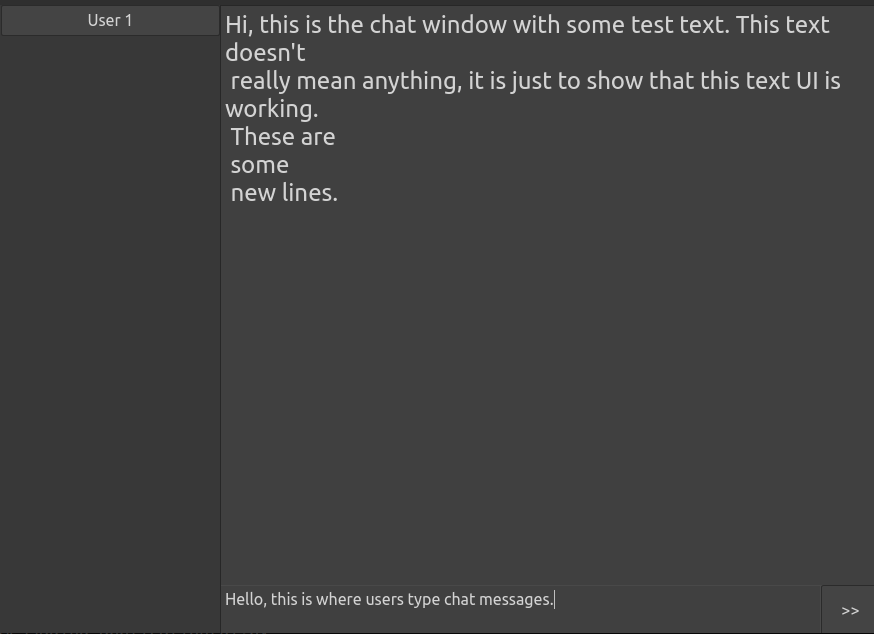 User 1
Hi, this is the chat window with some test text. This text
doesn't
really mean anything, it is just to show that this text UI is
working.
These are
some
new lines.
Hello, this is where users type chat messages.
>>